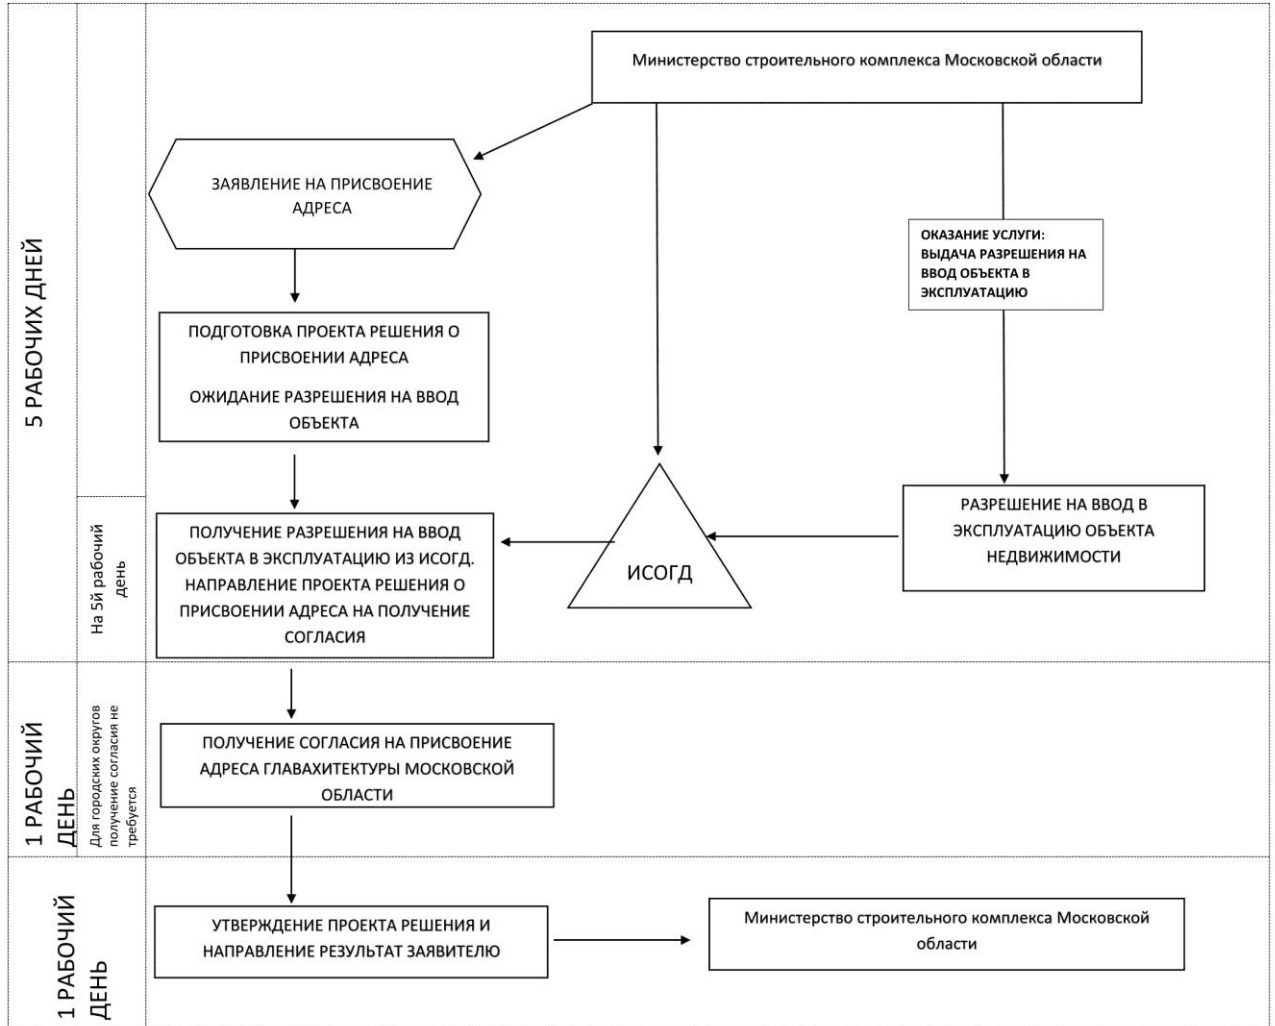 Министерство строительного комплекса Московской области
ЗАЯВЛЕНИЕ НА ПРИСВОЕНИЕ
АДРЕСА
ОКАЗАНИЕ УСЛУГИ:
ВЫДАЧА РАЗРЕШЕНИЯ НА
ВВОД ОБЪЕКТА В
ЭКСПЛУАТАЦИЮ
5 РАБОЧИХ ДНЕЙ
ПОДГОТОВКА ПРОЕКТА РЕШЕНИЯ О
ПРИСВОЕНИИ АДРЕСА
ОЖИДАНИЕ РАЗРЕШЕНИЯ НА ВВОД
ОБЪЕКТА
На 5й рабочий
день
ПОЛУЧЕНИЕ РАЗРЕШЕНИЯ НА ВВОД
ОБЪЕКТА В ЭКСПЛУАТАЦИЮ ИЗ ИСОГД.
НАПРАВЛЕНИЕ ПРОЕКТА РЕШЕНИЯ О
ПРИСВОЕНИИ АДРЕСА НА ПОЛУЧЕНИЕ
СОГЛАСИЯ
ИСОГД
РАЗРЕШЕНИЕ НА ВВОД В
ЭКСПЛУАТАЦИЮ ОБЪЕКТА
НЕДВИЖИМОСТИ
1 РАБОЧИЙ
ДЕНЬ
Для городских округов
получение согласия не
требуется
ПОЛУЧЕНИЕ СОГЛАСИЯ НА ПРИСВОЕНИЕ
АДРЕСА ГЛАВАХИТЕКТУРЫ МОСКОВСКОЙ
ОБЛАСТИ
1 РАБОЧИЙ
ДЕНЬ
УТВЕРЖДЕНИЕ ПРОЕКТА РЕШЕНИЯ И
НАПРАВЛЕНИЕ РЕЗУЛЬТАТ ЗАЯВИТЕЛЮ
Министерство строительного комплекса Московской
области